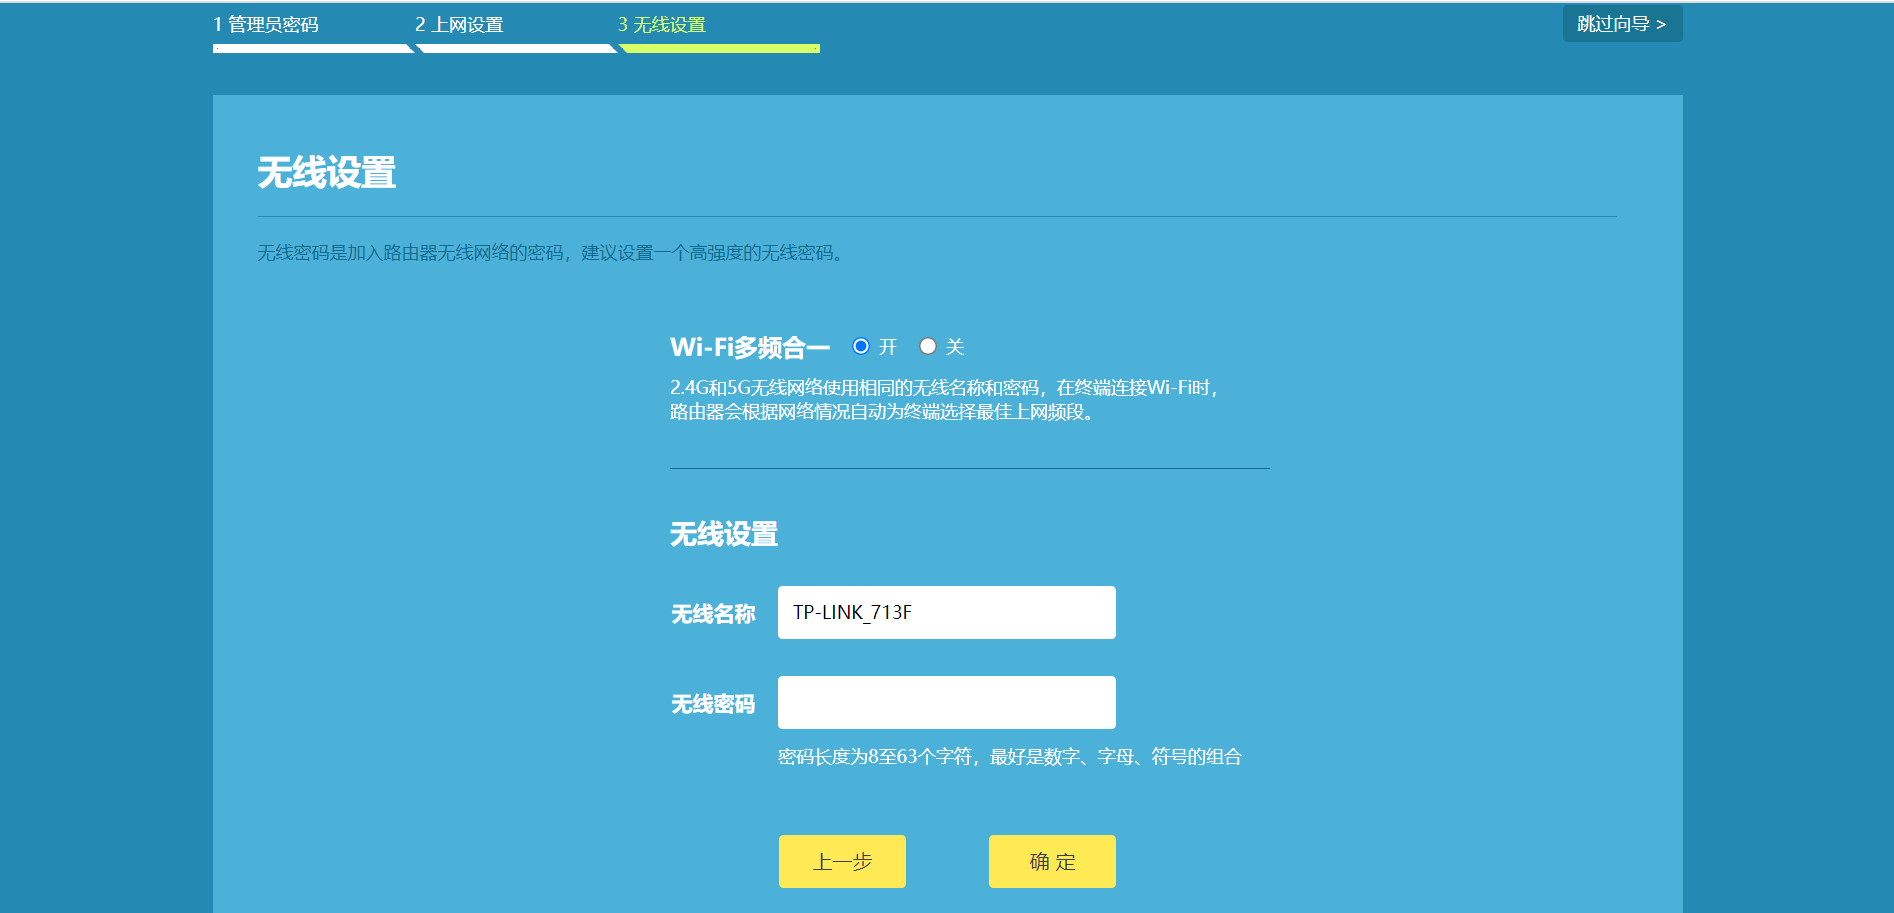 1 管理员密码
2 上网设置
3 无线设置
跳过向导 >
无线设置
无线密码是加入路由器无线网络的密码，建议设置一个高强度的无线密码。
Wi-Fi多频合一 开 关
2.4G和5G无线网络使用相同的无线名称和密码，在终端连接Wi-Fi时，
路由器会根据网络情况自动为终端选择最佳上网频段。
无线设置
无线名称 TP-LINK_713F
无线密码
密码长度为8至63个字符，最好是数字、字母、符号的组合
上一步
确 定